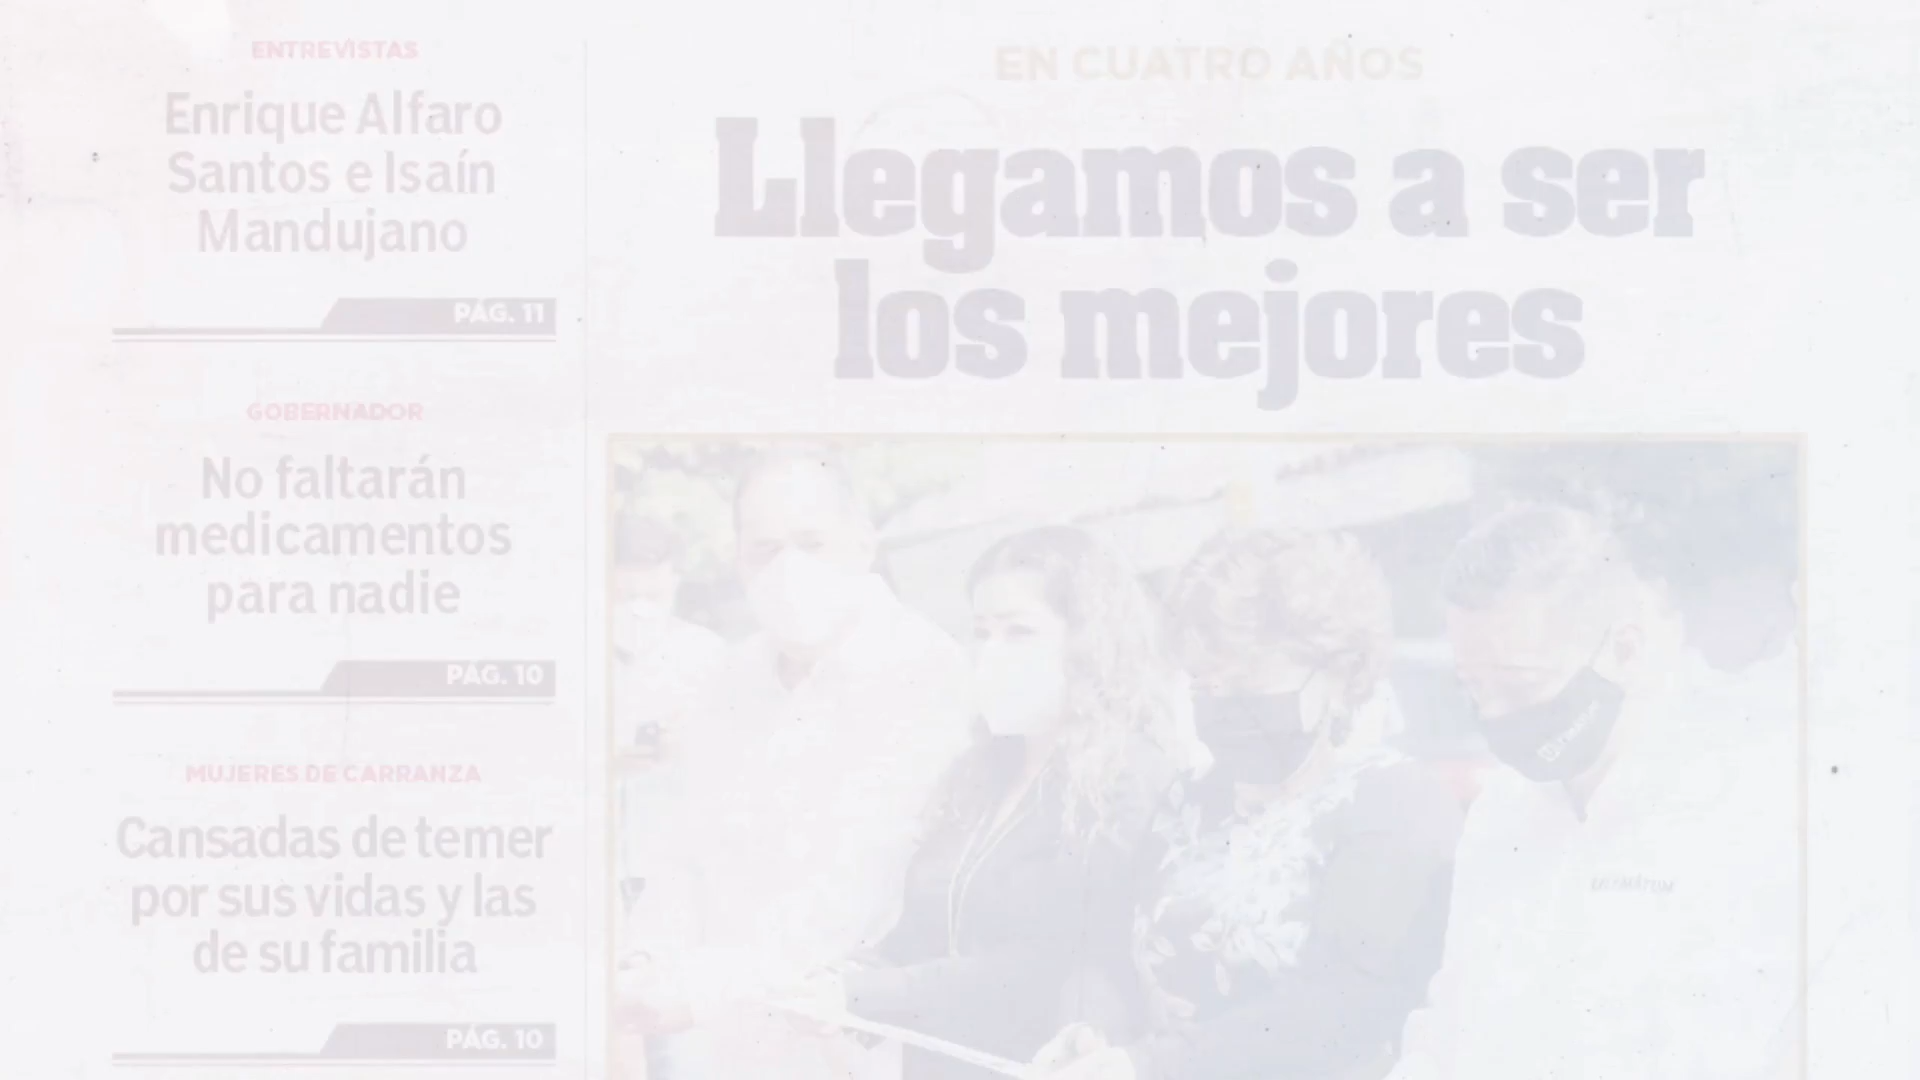 ENTREVISTAS
Enrique Alfaro
Santos e Isaín
Mandujano
PÁG. 11
GOBERNADOR
No faltarán
medicamentos
para nadie
PÁG. 10
MUJERES DE CARRANZA
Cansadas de temer
por sus vidas y las
de su familia
PÁG. 10
EN CUATRO AÑOS
Llegamos a ser
los mejores